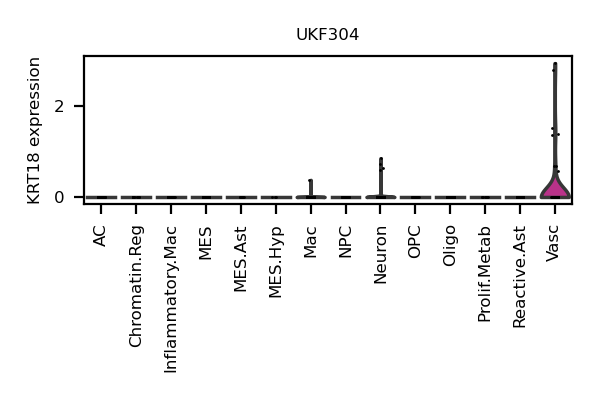 UKF304
KRT18 expression
2
0
AC
Chromatin.Reg
Inflammatory.Mac
MES
MES.Ast
MES.Hyp
Mac
NPC
Neuron
OPC
Oligo
Prolif.Metab
Reactive.Ast
Vasc